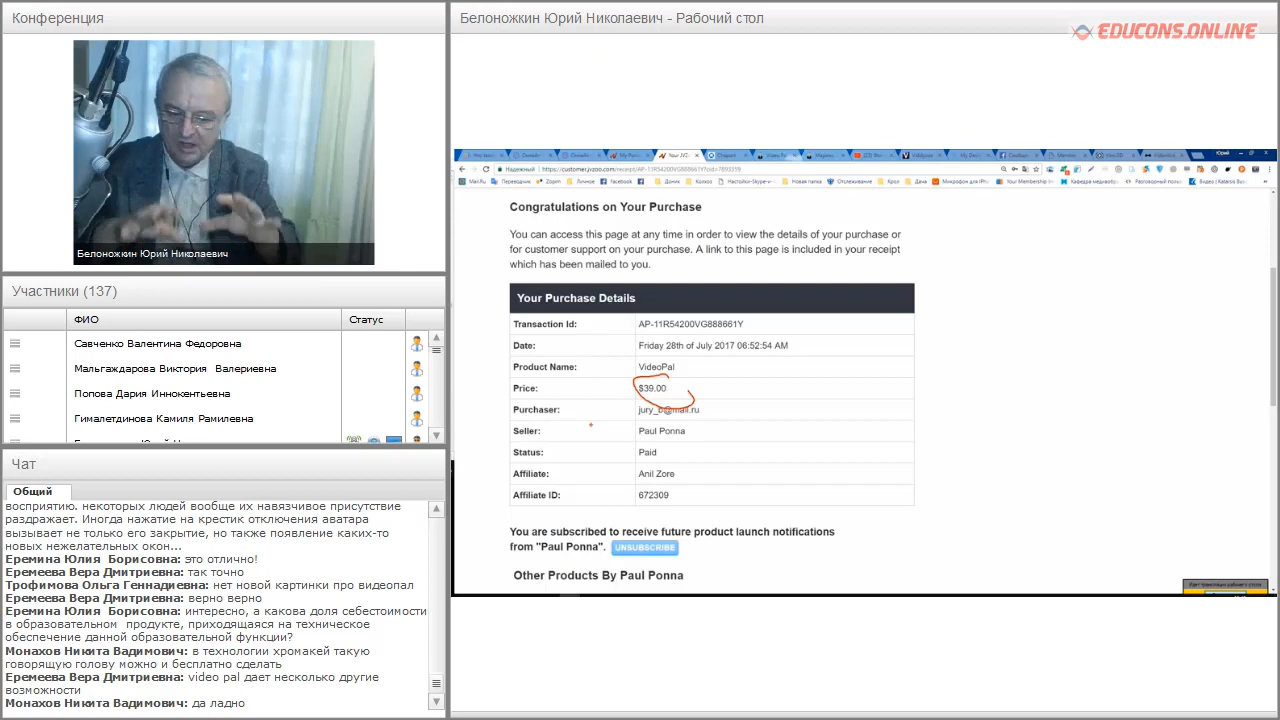 Конференция
Белоножкин Юрий Николаевич
Участники (137)
ФИО
Статус
Савченко Валентина Федоровна
Мальгаждарова Виктория Валериевна
Попова Дария Иннокентьевна
Гималетдинова Камиля Рамилевна
Чат
Общий
восприятию. некоторых людей вообще их навязчивое присутствие
раздражает. Иногда нажатие на крестик отключения аватара
вызывает не только его закрытие, но также появление каких-то
новых нежелательных окон...
Еремина Юлия Борисовна: это отлично!
Еремеева Вера Дмитриевна: так точно
Трофимова Ольга Геннадиевна: нет новой картинки про видеопал
Еремеева Вера Дмитриевна: верно верно
Еремина Юлия Борисовна: интересно, а какова доля себестоимости
в образовательном продукте, приходящаяся на техническое
обеспечение данной образовательной функции?
Монахов Никита Вадимович: в технологии хромакей такую
говорящую голову можно и бесплатно сделать
Еремеева Вера Дмитриевна: video pal дает несколько другие
возможности
Монахов Никита Вадимович: да ладно
Белоножкин Юрий Николаевич - Рабочий стол
EDUCONS.ONLINE
Congratulations on Your Purchase
You can access this page at any time in order to view the details of your purchase or
for customer support on your purchase. A link to this page is included in your receipt
which has been mailed to you.
Your Purchase Details
Transaction Id: AP-11R54200VG888661Y
Date: Friday 28th of July 2017 06:52:54 AM
Product Name: VideoPal
Price: $39.00
Purchaser: jury_b@mail.ru
Seller: Paul Ponna
Status: Paid
Affiliate: Anil Zore
Affiliate ID: 672309
You are subscribed to receive future product launch notifications
from "Paul Ponna". UNSUBSCRIBE
Other Products By Paul Ponna